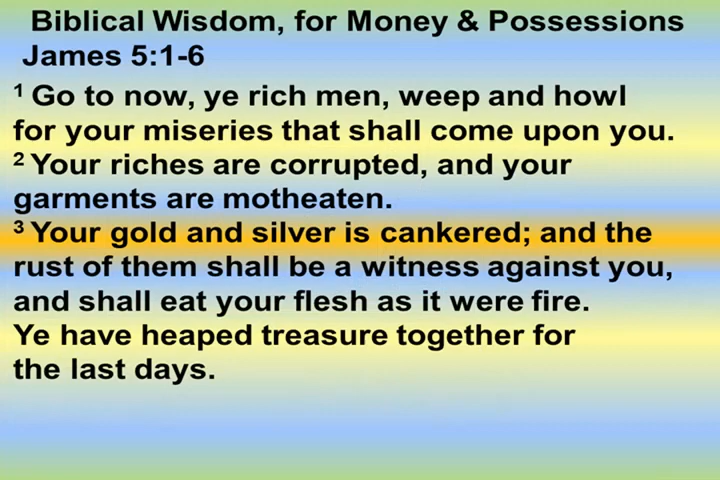 Biblical Wisdom, for Money & Possessions
James 5:1-6
¹ Go to now, ye rich men, weep and howl
for your miseries that shall come upon you.
² Your riches are corrupted, and your
garments are motheaten.
³ Your gold and silver is cankered; and the
rust of them shall be a witness against you,
and shall eat your flesh as it were fire.
Ye have heaped treasure together for
the last days.